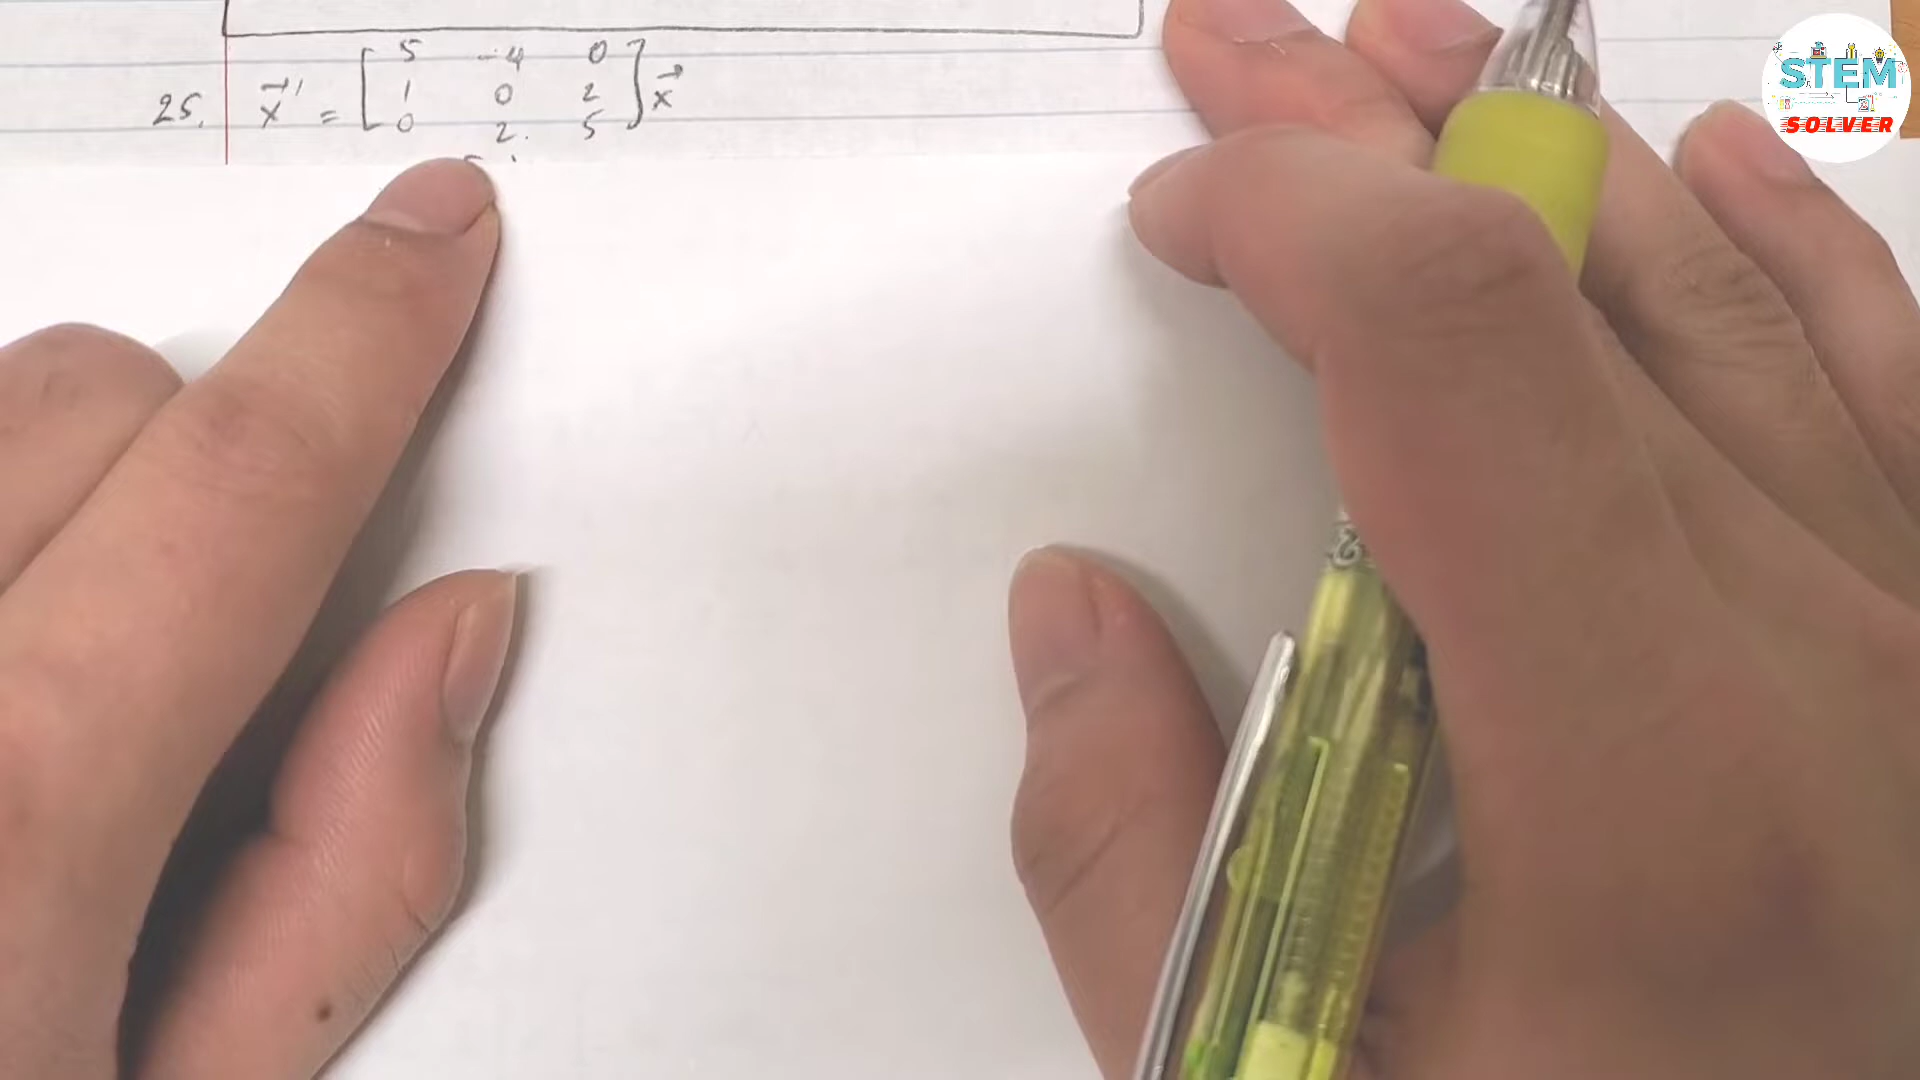 STEM
SOLVER
25. x⃗' = [ 5 -4 0
1 0 2
0 2. 5 ] x⃗